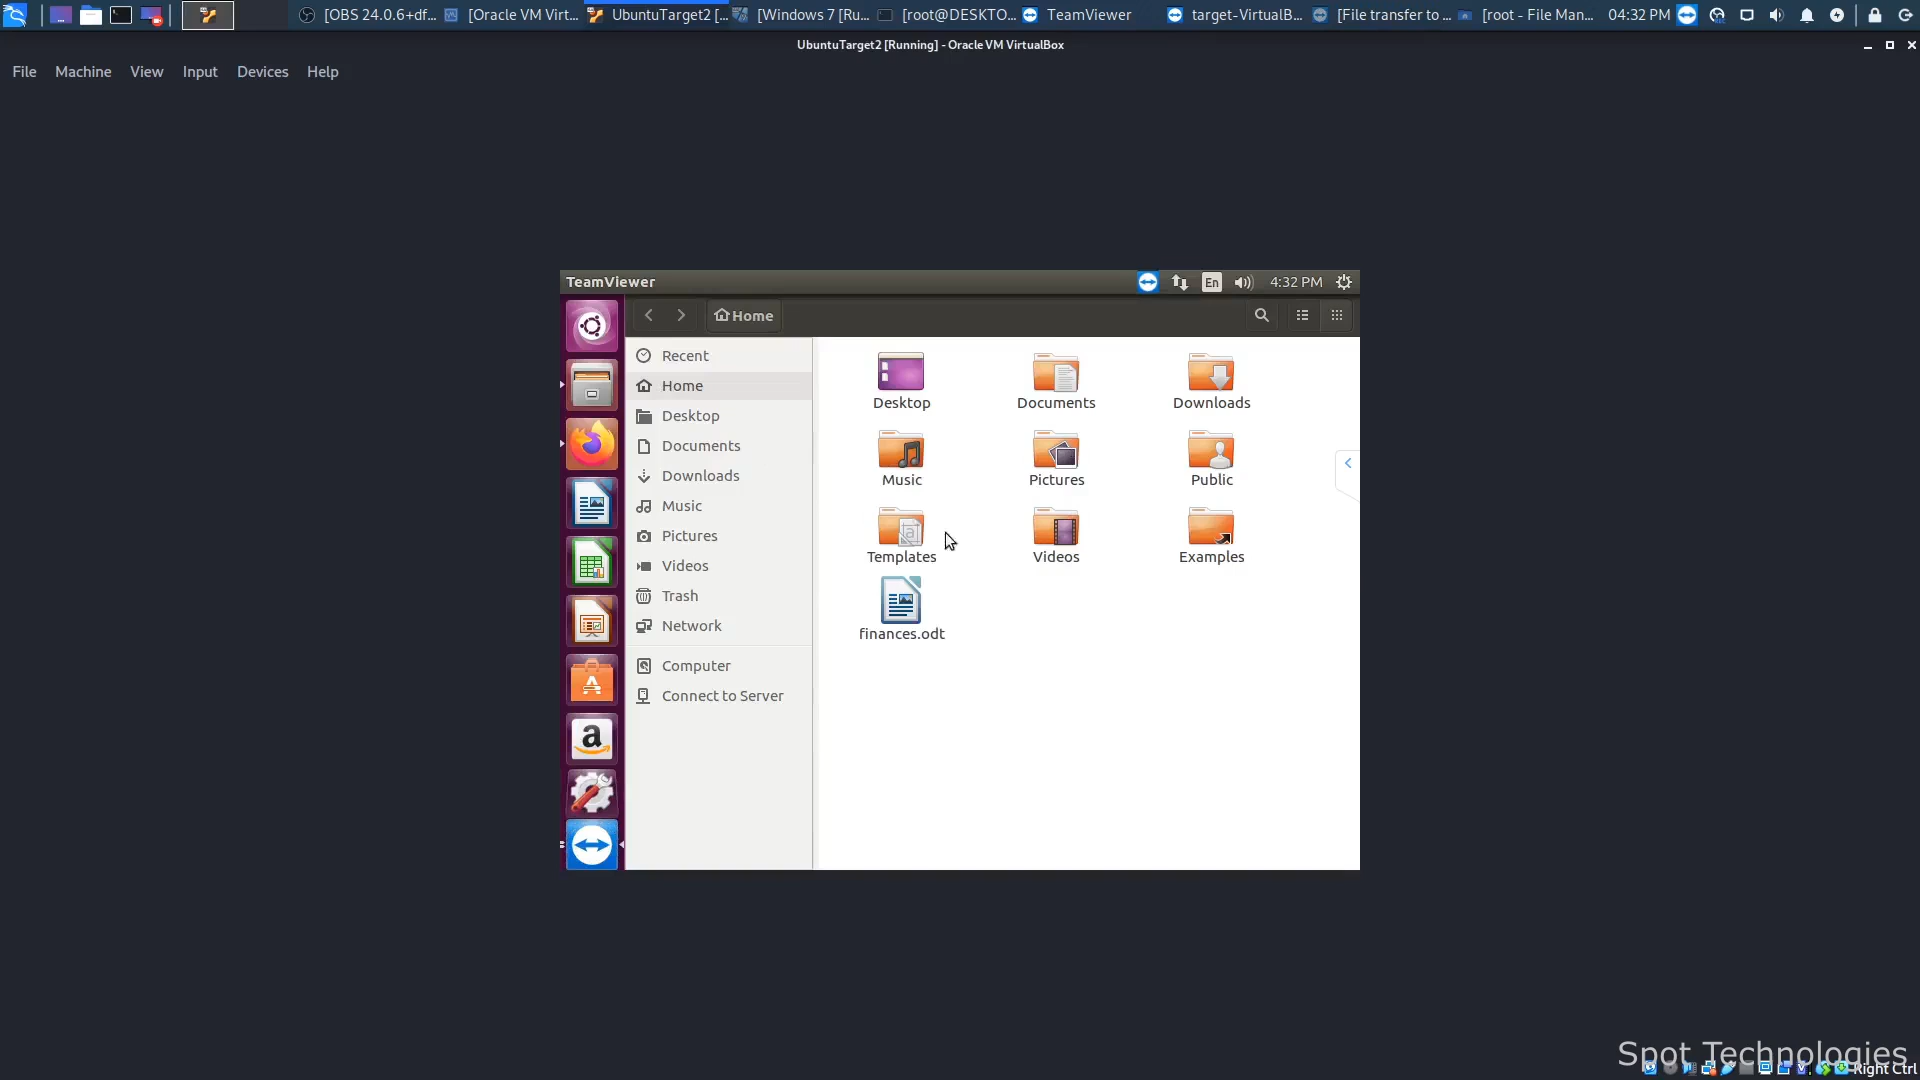 [OBS 24.0.6+df... [Oracle VM Virt... UbuntuTarget2 [... [Windows 7 [Ru... [root@DESKTO... TeamViewer target-VirtualB... [File transfer to ... [root - File Man... 04:32 PM
UbuntuTarget2 [Running] - Oracle VM VirtualBox
File Machine View Input Devices Help
TeamViewer En 4:32 PM
Home
Recent
Home
Desktop
Documents
Downloads
Music
Pictures
Videos
Trash
Network
Computer
Connect to Server
Desktop Documents Downloads
Music Pictures Public
Templates Videos Examples
finances.odt
Spot Technologies
Right Ctrl